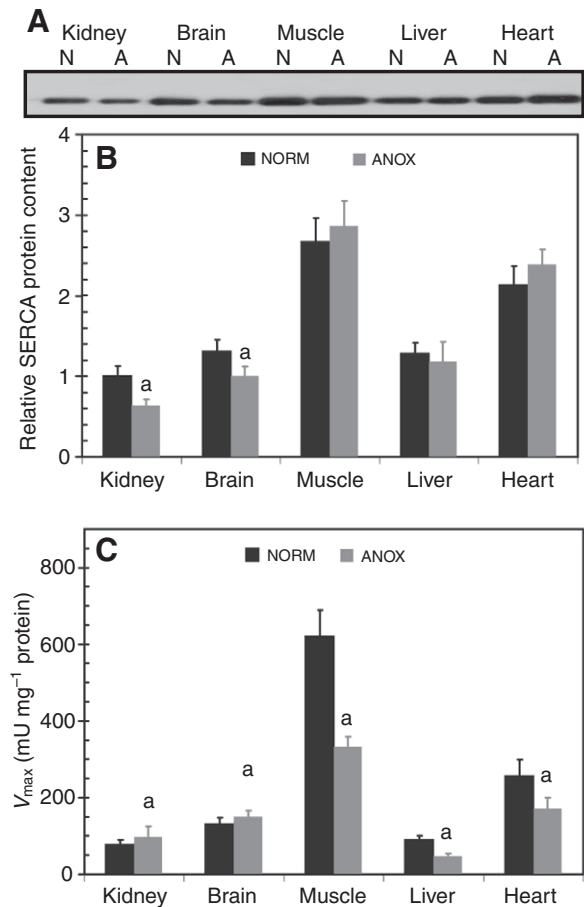 A
Kidney Brain Muscle Liver Heart
N A N A N A N A N A
B
NORM ANOX
Relative SERCA protein content
4
3
2
1
0
a
a
Kidney Brain Muscle Liver Heart
C
NORM ANOX
Vmax (mU mg–1 protein)
800
600
400
200
0
a
a
a
a
a
Kidney Brain Muscle Liver Heart